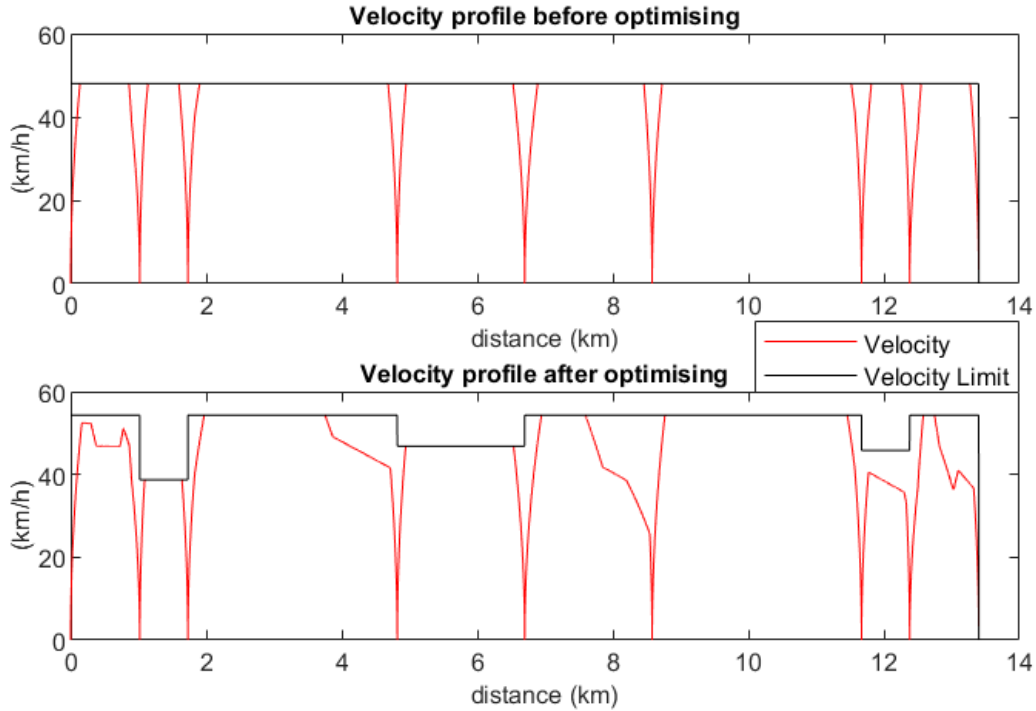 Velocity profile before optimising
60
40
20
0
(km/h)
0 2 4 6 8 10 12 14
distance (km)
Velocity
Velocity Limit
Velocity profile after optimising
60
40
20
0
(km/h)
0 2 4 6 8 10 12 14
distance (km)